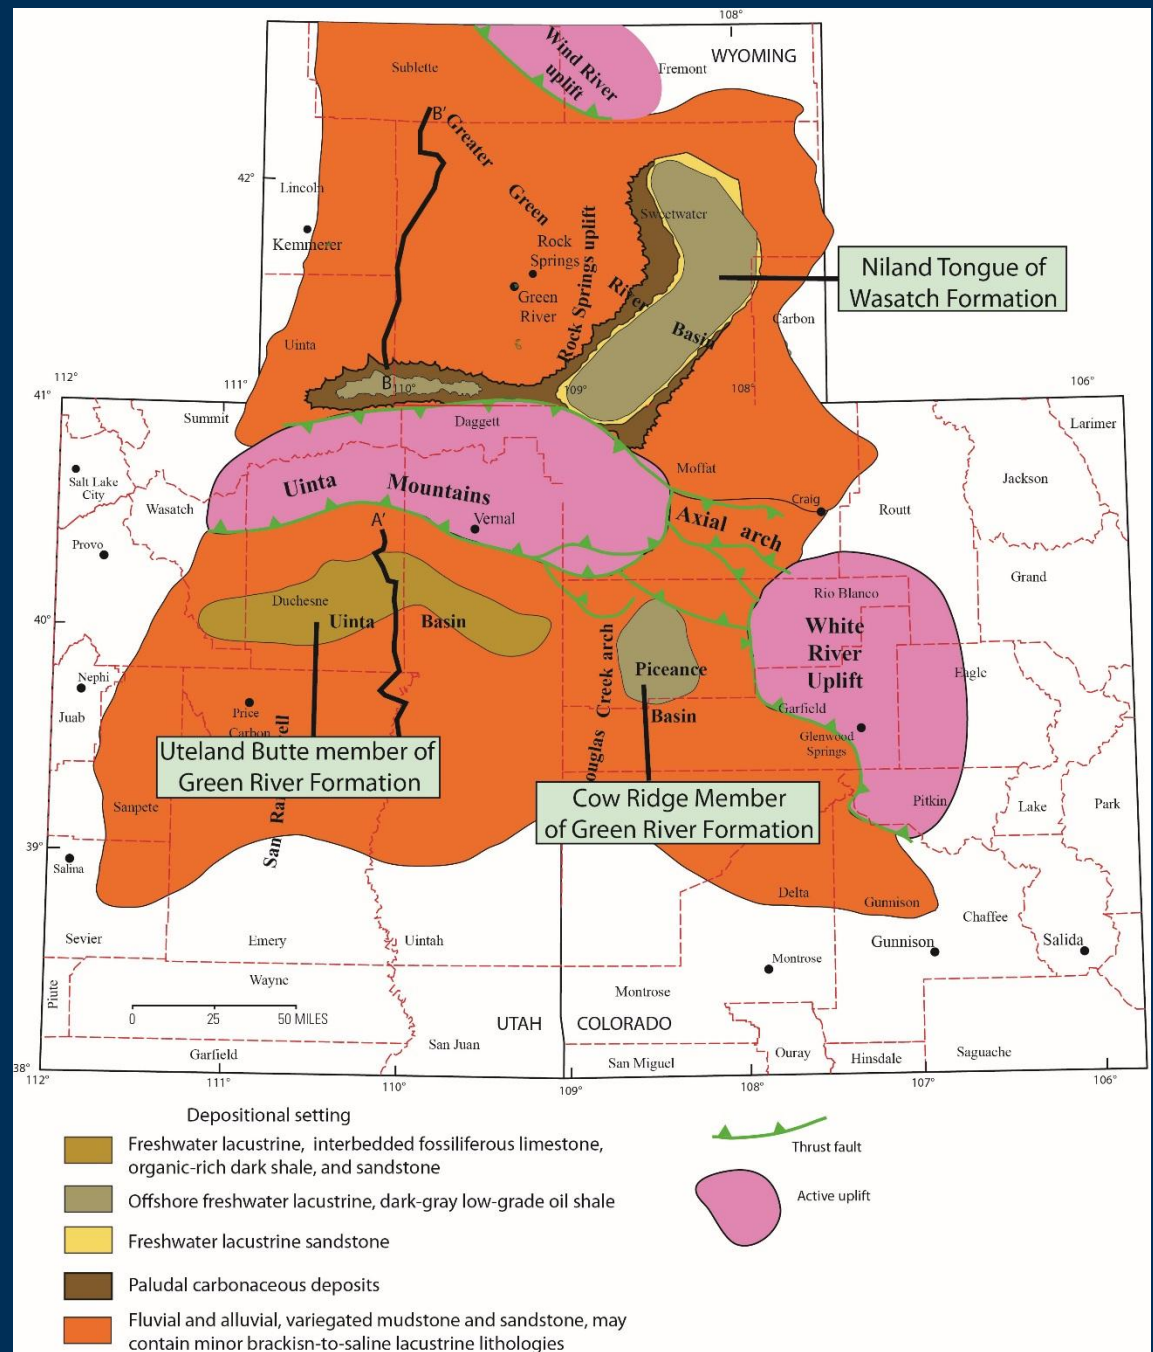 108°
WYOMING
Wind River
uplift
Fremont
Sublette
B'
Greater
Green
River
Basin
42°
Lincoln
Kemmerer
Sweetwater
Rock
Springs
Rock Springs uplift
Green
River
Niland Tongue of
Wasatch Formation
Carbon
Uinta
B
110°
109°
108°
112°
111°
106°
41°
Summit
Daggett
Larimer
Moffat
Salt Lake
City
Wasatch
Uinta Mountains
Craig
Routt
Jackson
Vernal
A'
Axial arch
Provo
Grand
Duchesne
Rio Blanco
40°
Uinta Basin
White
River
Uplift
Piceance
Basin
Eagle
Nephi
Juab
Price
Carbon
Garfield
Glenwood
Springs
ouglas Creek arch
Uteland Butte member of
Green River Formation
Cow Ridge Member
of Green River Formation
Sanpete
San Ra
ell
Pitkin
Lake
Park
39°
Salina
Delta
Gunnison
Chaffee
Sevier
Emery
Uintah
Gunnison
Salida
Montrose
Wayne
Piute
Montrose
0 25 50 MILES
UTAH COLORADO
Garfield
San Juan
San Miguel
Ouray
Hinsdale
Saguache
38°
112°
111°
110°
109°
108°
107°
106°
Depositional setting
Freshwater lacustrine, interbedded fossiliferous limestone,
organic-rich dark shale, and sandstone
Offshore freshwater lacustrine, dark-gray low-grade oil shale
Freshwater lacustrine sandstone
Paludal carbonaceous deposits
Fluvial and alluvial, variegated mudstone and sandstone, may
contain minor brackisn-to-saline lacustrine lithologies
Thrust fault
Active uplift